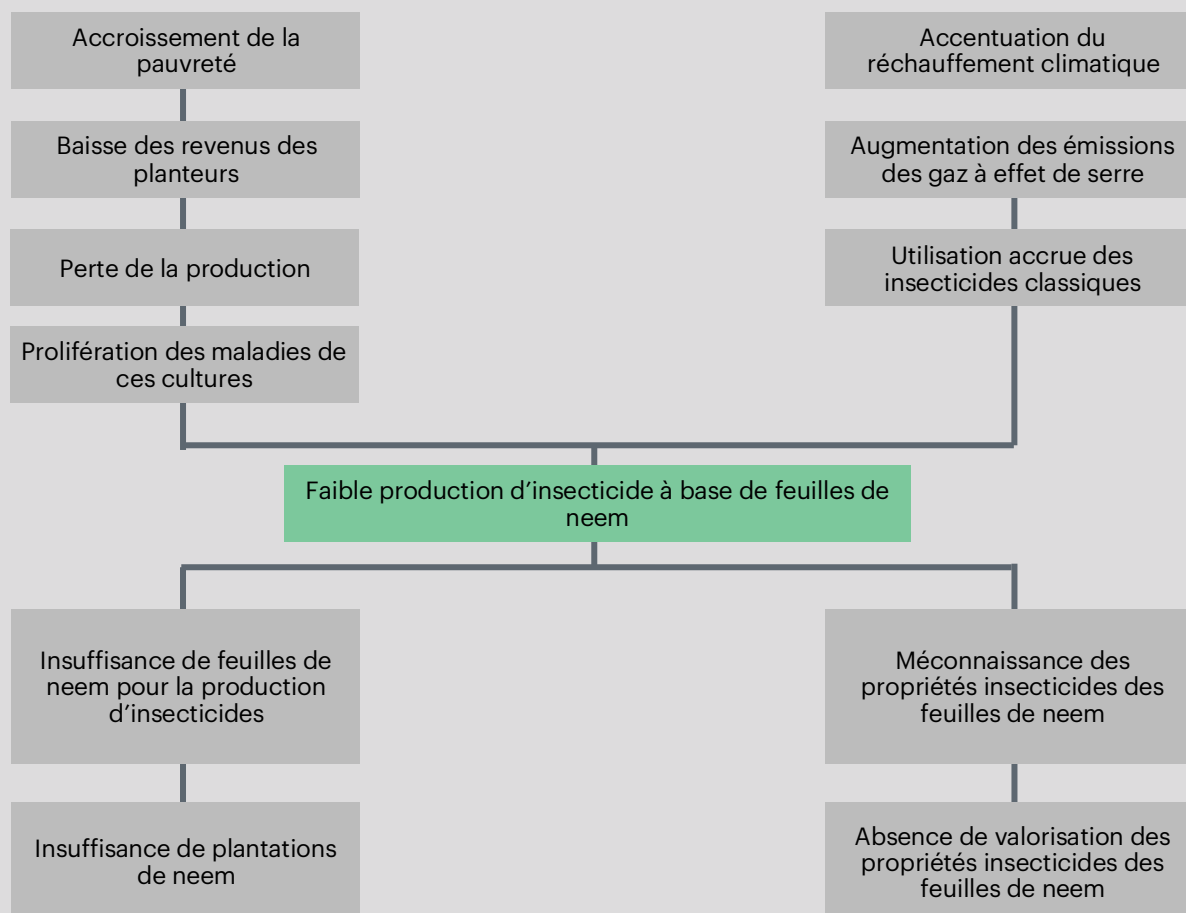 Accroissement de la
pauvreté
Accentuation du
réchauffement climatique
Baisse des revenus des
planteurs
Augmentation des émissions
des gaz à effet de serre
Perte de la production
Utilisation accrue des
insecticides classiques
Prolifération des maladies de
ces cultures
Faible production d’insecticide à base de feuilles de
neem
Insuffisance de feuilles de
neem pour la production
d’insecticides
Méconnaissance des
propriétés insecticides des
feuilles de neem
Insuffisance de plantations
de neem
Absence de valorisation des
propriétés insecticides des
feuilles de neem